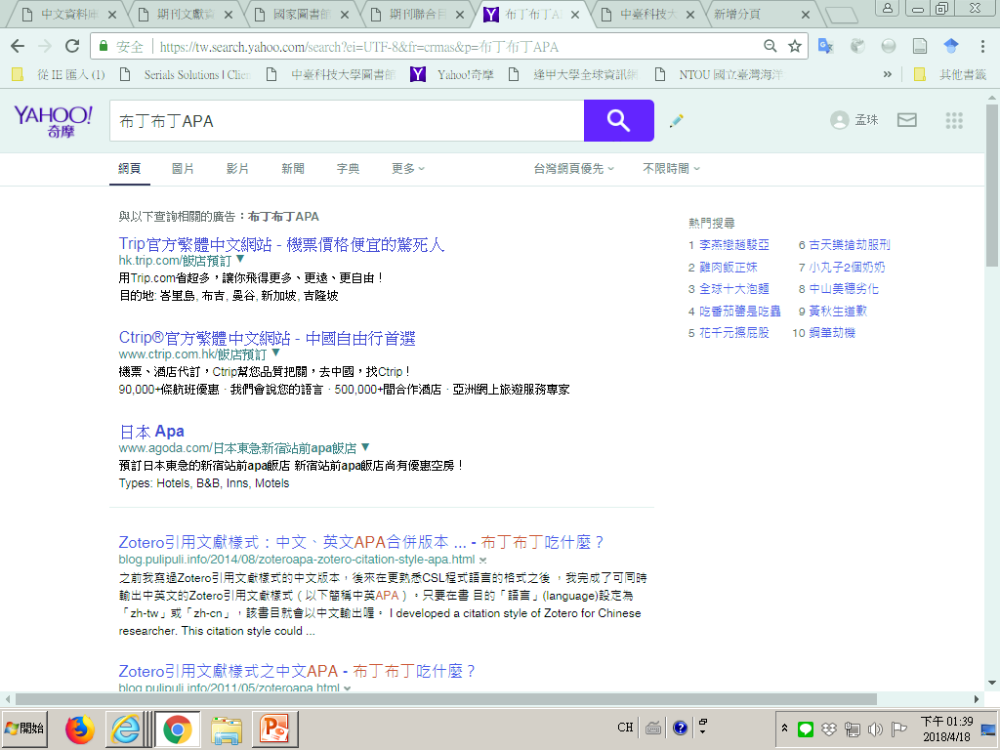 中文資料庫
期刊文獻資
國家圖書館
期刊聯合目
布丁布丁AP
中臺科技大
新增分頁
安全 https://tw.search.yahoo.com/search?ei=UTF-8&fr=crmas&p=布丁布丁APA
從 IE 匯入 (1)
Serials Solutions | Clien
中臺科技大學圖書館
Yahoo!奇摩
逢甲大學全球資訊網
NTOU 國立臺灣海洋
»
其他書籤
YAHOO!
奇摩
布丁布丁APA
孟珠
網頁 圖片 影片 新聞 字典 更多 台灣網頁優先 不限時間
與以下查詢相關的廣告：布丁布丁APA
Trip官方繁體中文網站 - 機票價格便宜的驚死人
hk.trip.com/飯店預訂
用Trip.com省超多，讓你飛得更多、更遠、更自由！
目的地: 峇里島, 布吉, 曼谷, 新加坡, 吉隆坡
Ctrip®官方繁體中文網站 - 中國自由行首選
www.ctrip.com.hk/飯店預訂
機票、酒店代訂，Ctrip幫您品質把關，去中國，找Ctrip！
90,000+條航班優惠 · 我們會說您的語言 · 500,000+間合作酒店 · 亞洲網上旅遊服務專家
日本 Apa
www.agoda.com/日本東急新宿站前apa飯店
預訂日本東急的新宿站前apa飯店 新宿站前apa飯店尚有優惠空房！
Types: Hotels, B&B, Inns, Motels
Zotero引用文獻樣式：中文、英文APA合併版本 ... - 布丁布丁吃什麼？
blog.pulipuli.info/2014/08/zoteroapa-zotero-citation-style-apa.html
之前我寫過Zotero引用文獻樣式的中文版本，後來在更熟悉CSL程式語言的格式之後 ，我完成了可同時
輸出中英文的Zotero引用文獻樣式（以下簡稱中英APA）。只要在書 目的「語言」(language)設定為
「zh-tw」或「zh-cn」，該書目就會以中文輸出喔。 I developed a citation style of Zotero for Chinese
researcher. This citation style could ...
Zotero引用文獻樣式之中文APA - 布丁布丁吃什麼？
blog.pulipuli.info/2011/05/zoteroapa.html
熱門搜尋
1 李燕戀趙駿亞
2 雞肉飯正妹
3 全球十大泡麵
4 吃番茄醬是吃蟲
5 花千元擦屁股
6 古天樂搶劫服刑
7 小丸子2個奶奶
8 中山美穗劣化
9 黃秋生道歉
10 鋼筆劫機
開始
CH
下午 01:39
2018/4/18